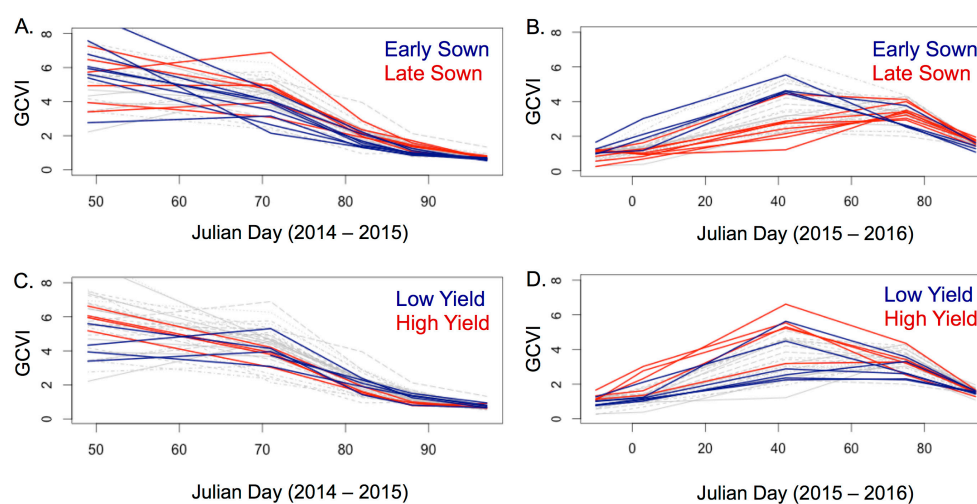 A.
Early Sown
Late Sown
GCVI
8
6
4
2
0
50 60 70 80 90
Julian Day (2014 – 2015)
B.
Early Sown
Late Sown
GCVI
8
6
4
2
0
0 20 40 60 80
Julian Day (2015 – 2016)
C.
Low Yield
High Yield
GCVI
8
6
4
2
0
50 60 70 80 90
Julian Day (2014 – 2015)
D.
Low Yield
High Yield
GCVI
8
6
4
2
0
0 20 40 60 80
Julian Day (2015 – 2016)